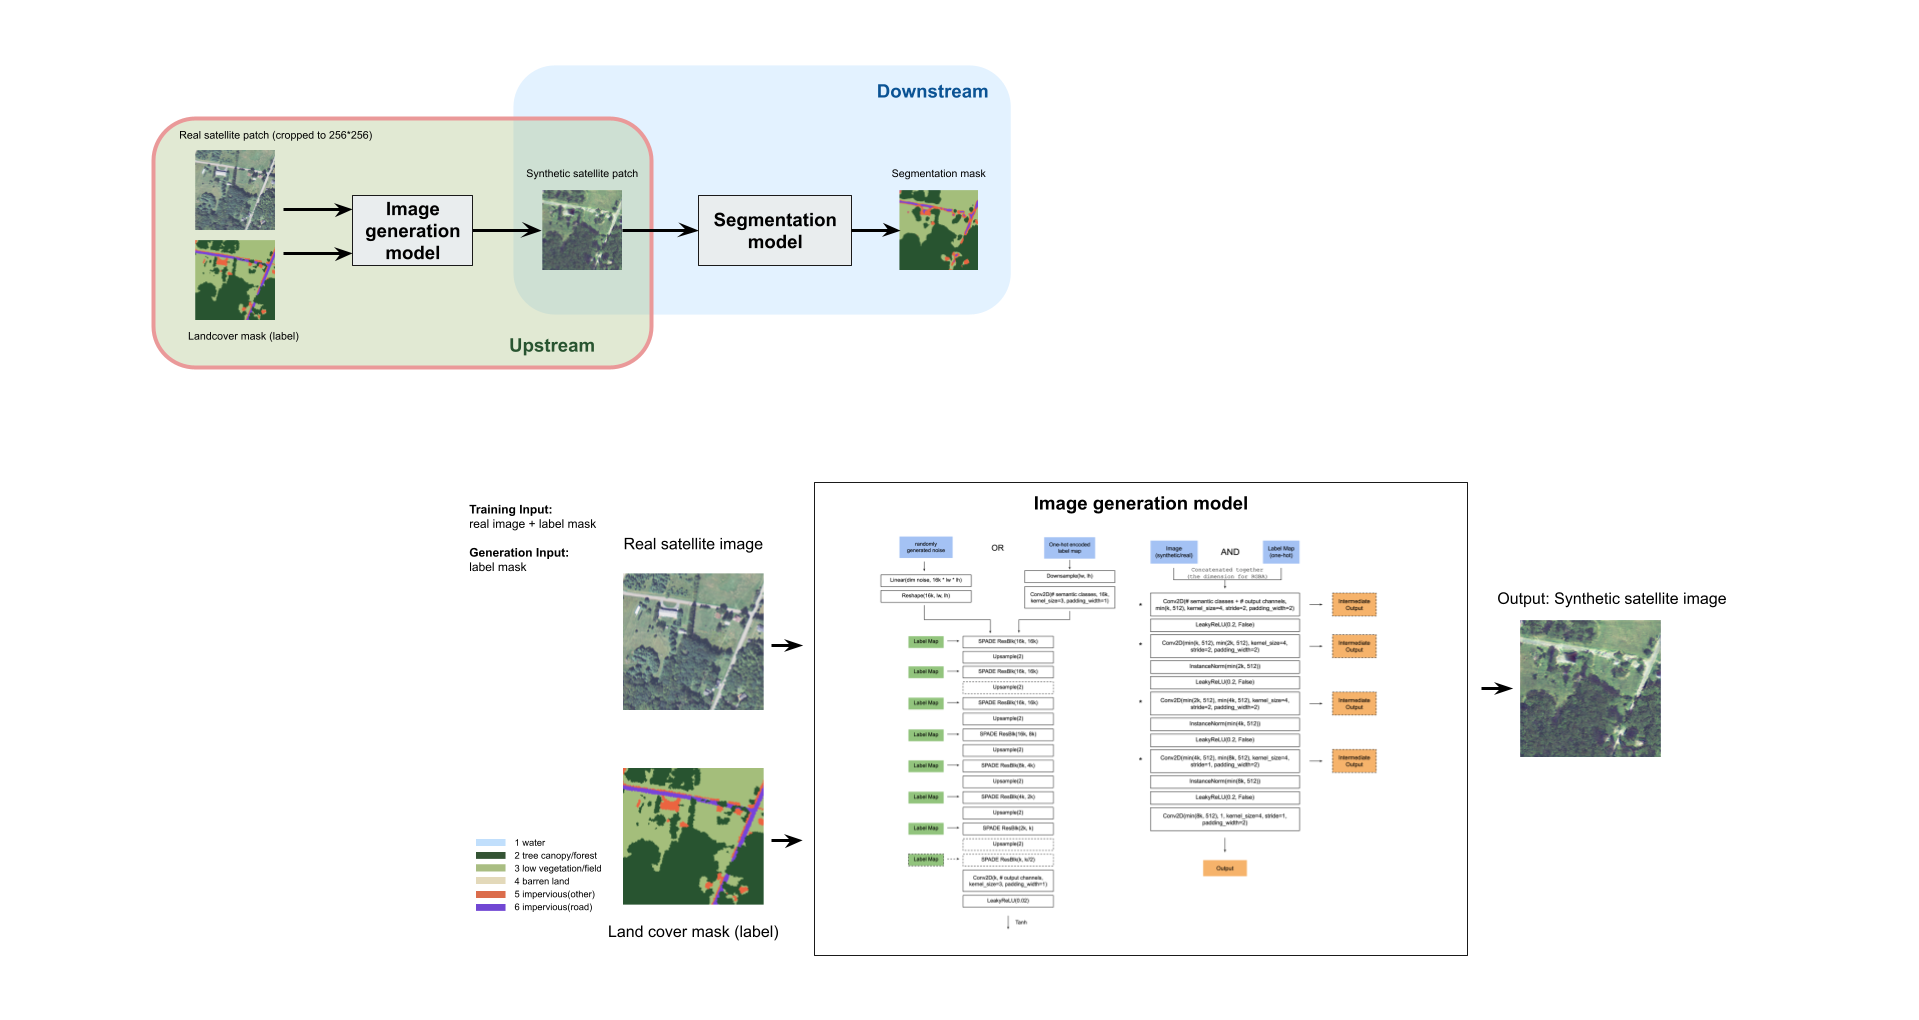 Downstream
Real satellite patch (cropped to 256*256)
Synthetic satellite patch
Segmentation mask
Image
generation
model
Segmentation
model
Landcover mask (label)
Upstream
Training Input:
real image + label mask
Generation Input:
label mask
Real satellite image
1 water
2 tree canopy/forest
3 low vegetation/field
4 barren land
5 impervious(other)
6 impervious(road)
Land cover mask (label)
Image generation model
randomly
generated noise
OR
One-hot encoded
label map
Linear(dim noise, 16k * lw * lh)
Reshape(16k, lw, lh)
Downsample(lw, lh)
Conv2D(# semantic classes, 16k,
kernel_size=3, padding_width=1)
Label Map
SPADE ResBlk(16k, 16k)
Upsample(2)
Label Map
SPADE ResBlk(16k, 16k)
Upsample(2)
Label Map
SPADE ResBlk(16k, 16k)
Upsample(2)
Label Map
SPADE ResBlk(16k, 8k)
Upsample(2)
Label Map
SPADE ResBlk(8k, 4k)
Upsample(2)
Label Map
SPADE ResBlk(4k, 2k)
Upsample(2)
Label Map
SPADE ResBlk(2k, k)
Upsample(2)
Label Map
SPADE ResBlk(k, k/2)
Conv2D(k, # output channels,
kernel_size=3, padding_width=1)
LeakyReLU(0.02)
Tanh
Image
(synthetic/real)
AND
Label Map
(one-hot)
Concatenated together
(the dimension for
*
Conv2D(# semantic classes + # output channels,
min(k, 512), kernel_size=4, stride=2, padding_width=2)
Intermediate
Output
LeakyReLU(0.2, False)
*
Conv2D(min(k, 512), min(2k, 512), kernel_size=4,
stride=2, padding_width=2)
Intermediate
Output
InstanceNorm(min(2k, 512))
LeakyReLU(0.2, False)
*
Conv2D(min(2k, 512), min(4k, 512), kernel_size=4,
stride=2, padding_width=2)
Intermediate
Output
InstanceNorm(min(4k, 512))
LeakyReLU(0.2, False)
*
Conv2D(min(4k, 512), min(8k, 512), kernel_size=4,
stride=1, padding_width=2)
Intermediate
Output
InstanceNorm(min(8k, 512))
LeakyReLU(0.2, False)
Conv2D(min(8k, 512), 1, kernel_size=4, stride=1,
padding_width=2)
Output
Output: Synthetic satellite image